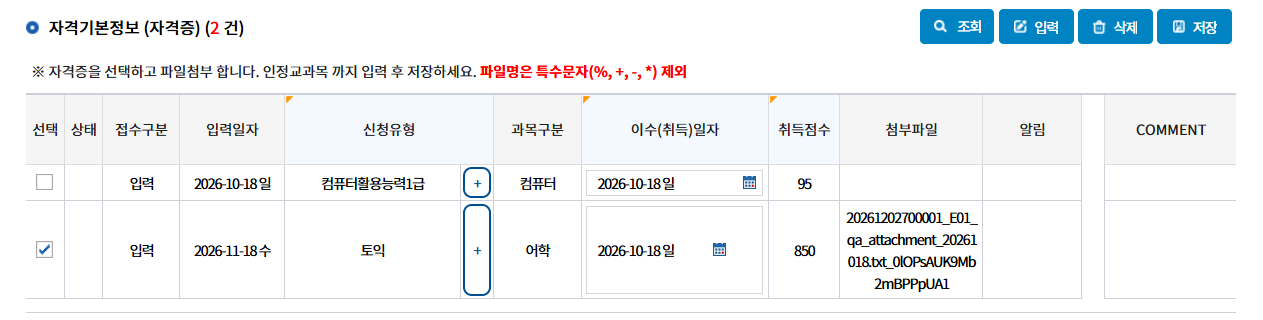 자격기본정보 (자격증) (2 건)
조회 입력 삭제 저장
※ 자격증을 선택하고 파일첨부 합니다. 인정교과목 까지 입력 후 저장하세요. 파일명은 특수문자(%, +, -, *) 제외
선택 상태 접수구분 입력일자 신청유형 과목구분 이수(취득)일자 취득점수 첨부파일 알림 COMMENT
입력 2026-10-18 일 컴퓨터활용능력1급 + 컴퓨터 2026-10-18 일 95
입력 2026-11-18 수 토익 + 어학 2026-10-18 일 850
20261202700001_E01_
qa_attachment_20261
018.txt_0lOPsAUK9Mb
2mBPPpUA1